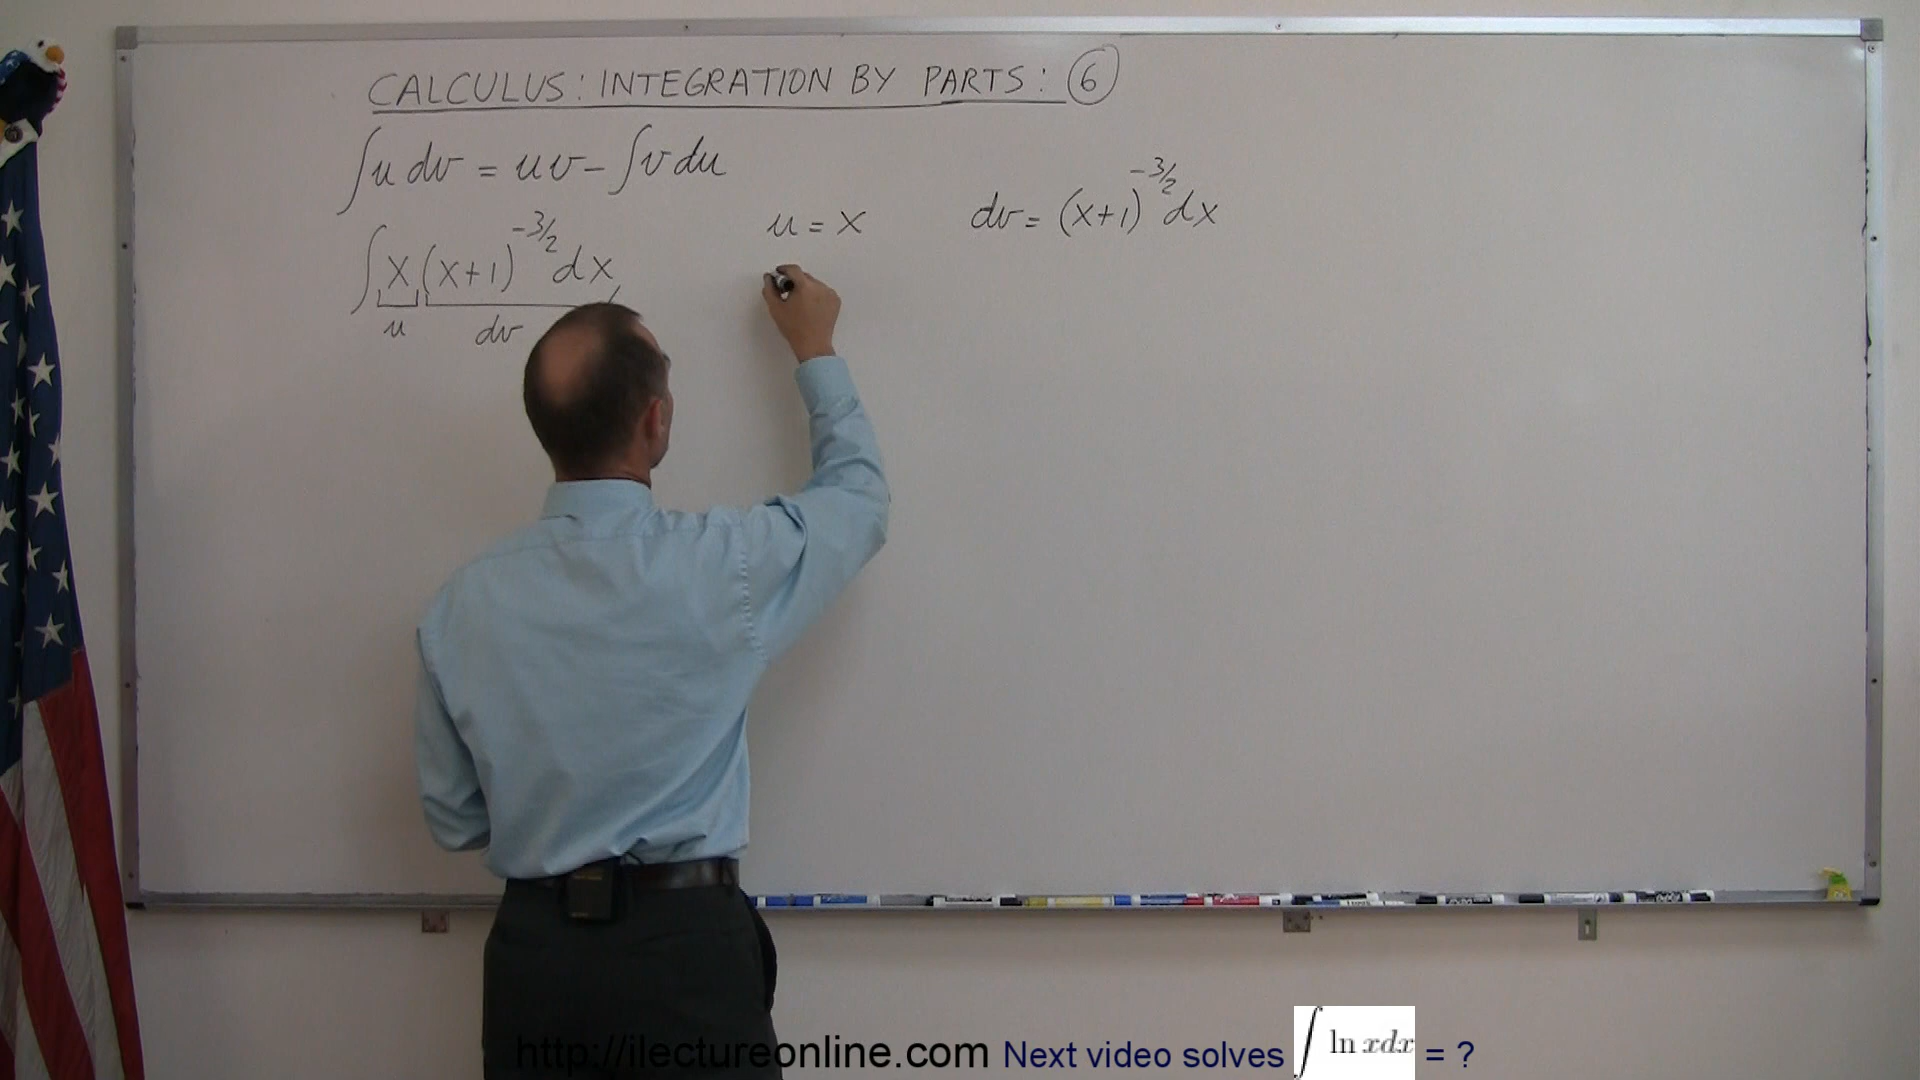 CALCULUS: INTEGRATION BY PARTS: 6
∫u dv = uv - ∫v du
∫x(x+1)^(-3/2) dx
u dv
u = x dv = (x+1)^(-3/2) dx
http://ilectureonline.com Next video solves ∫ ln xdx = ?